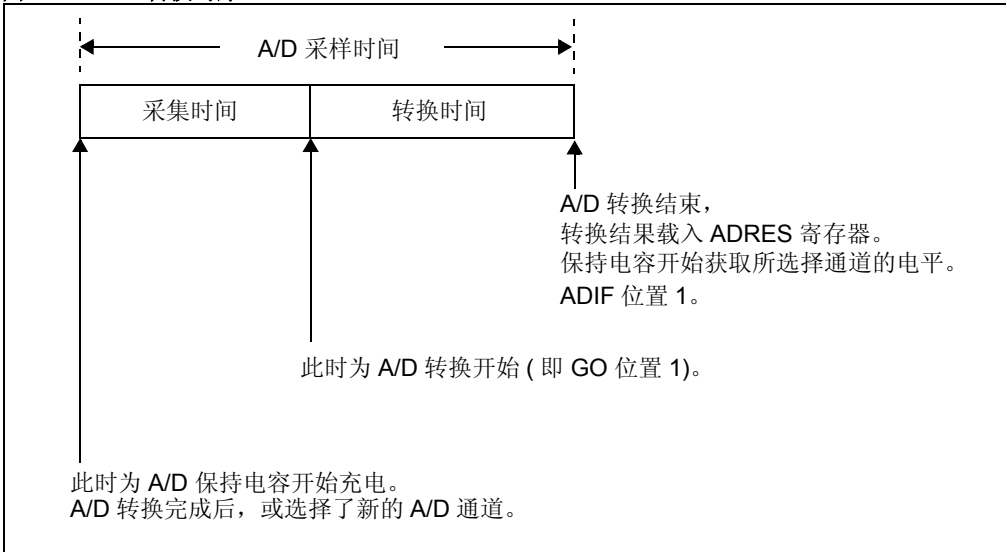 A/D 采样时间
采集时间
转换时间
A/D 转换结束，
转换结果载入 ADRES 寄存器。
保持电容开始获取所选择通道的电平。
ADIF 位置 1。
此时为 A/D 转换开始 ( 即 GO 位置 1)。
此时为 A/D 保持电容开始充电。
A/D 转换完成后，或选择了新的 A/D 通道。